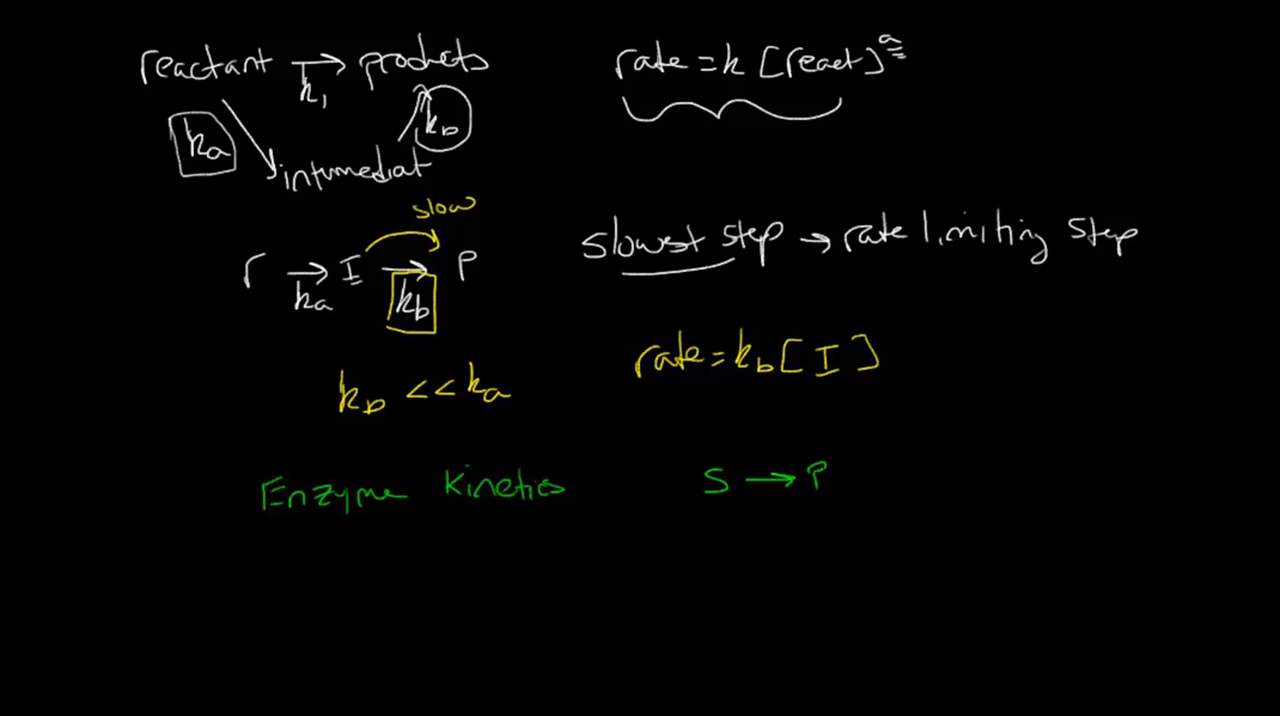 reactant → products
k₁
rate = k [react]ᵃ
ka
kb
intermediat
slow
r → I → P
ka
kb
slowest step → rate limiting step
rate = kb [I]
kb << ka
Enzyme Kinetics
S → P